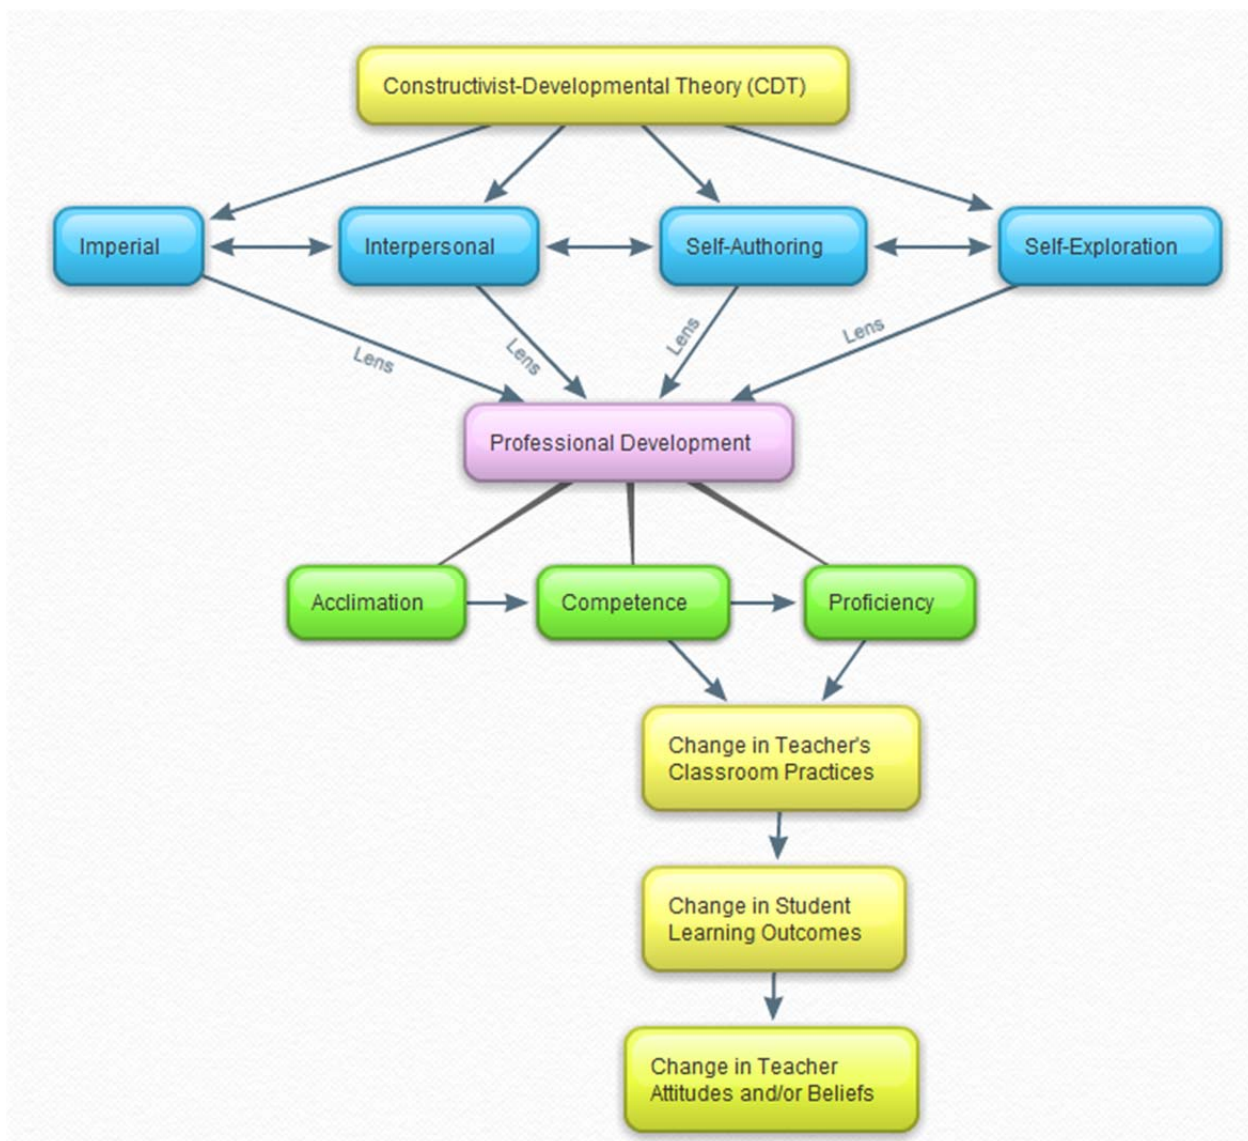 Constructivist-Developmental Theory (CDT)
Imperial
Interpersonal
Self-Authoring
Self-Exploration
Lens
Lens
Lens
Lens
Professional Development
Acclimation
Competence
Proficiency
Change in Teacher's
Classroom Practices
Change in Student
Learning Outcomes
Change in Teacher
Attitudes and/or Beliefs